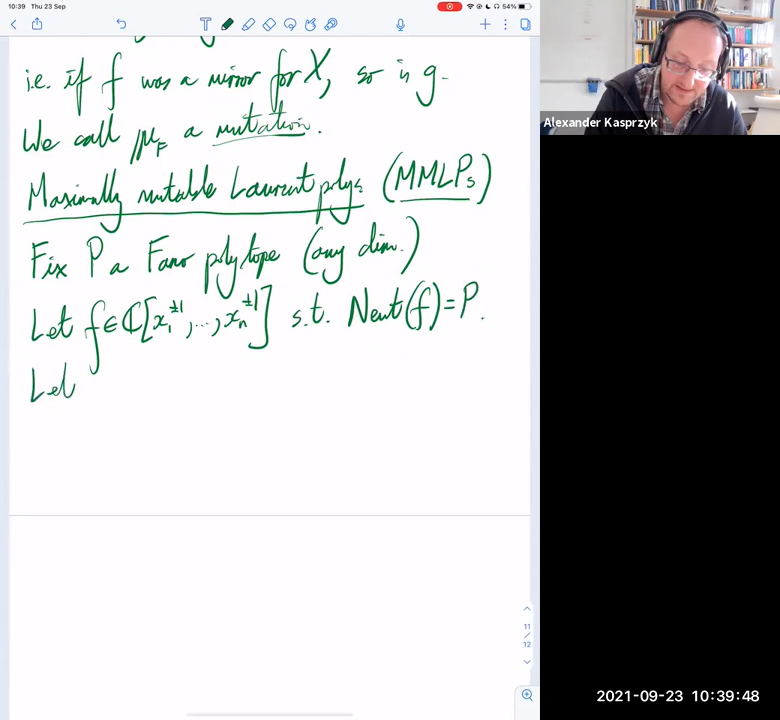 10:39 Thu 23 Sep
54%
i.e. if f was a mirror for X, so is g.
We call μ_F a mutation.
Maximally mutable Laurent polys (MMLPs)
Fix P a Fano polytope (any dim.)
Let f ∈ ℂ[x₁^{±1}, ..., xₙ^{±1}] s.t. Newt(f) = P.
Let
11 / 12
Alexander Kasprzyk
2021-09-23 10:39:48